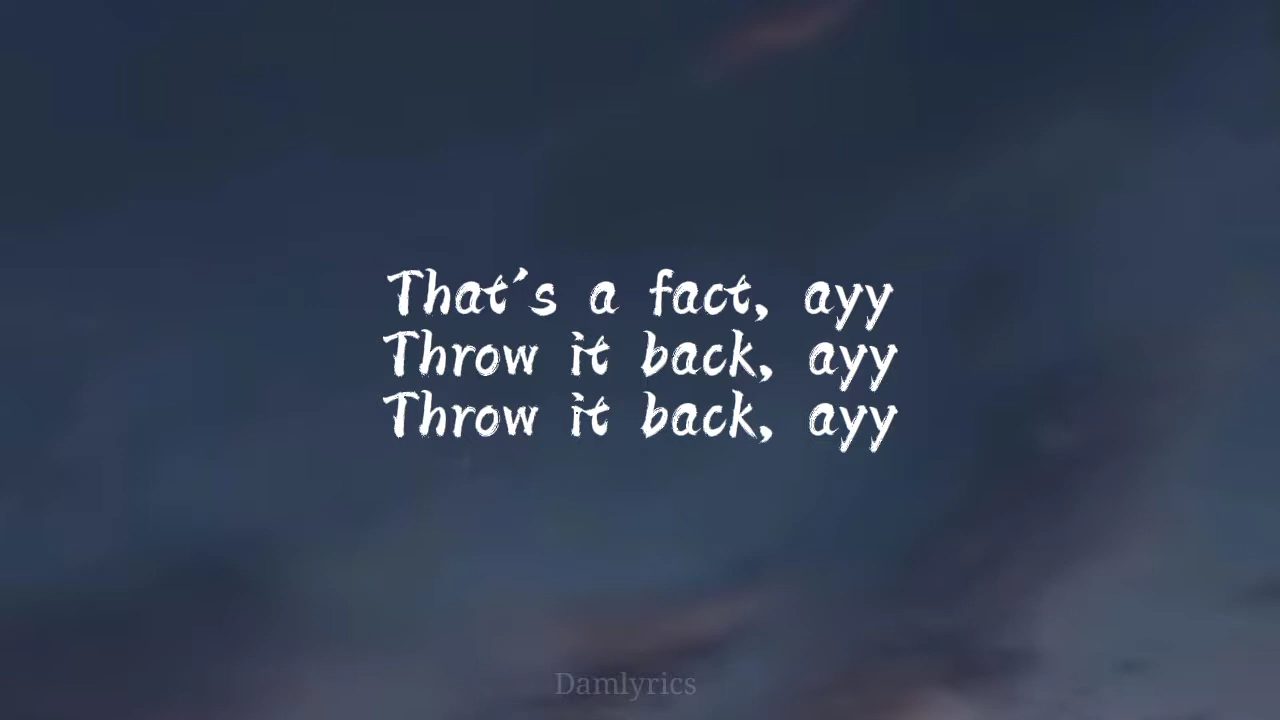 That's a fact, ayy
Throw it back, ayy
Throw it back, ayy
Damlyrics